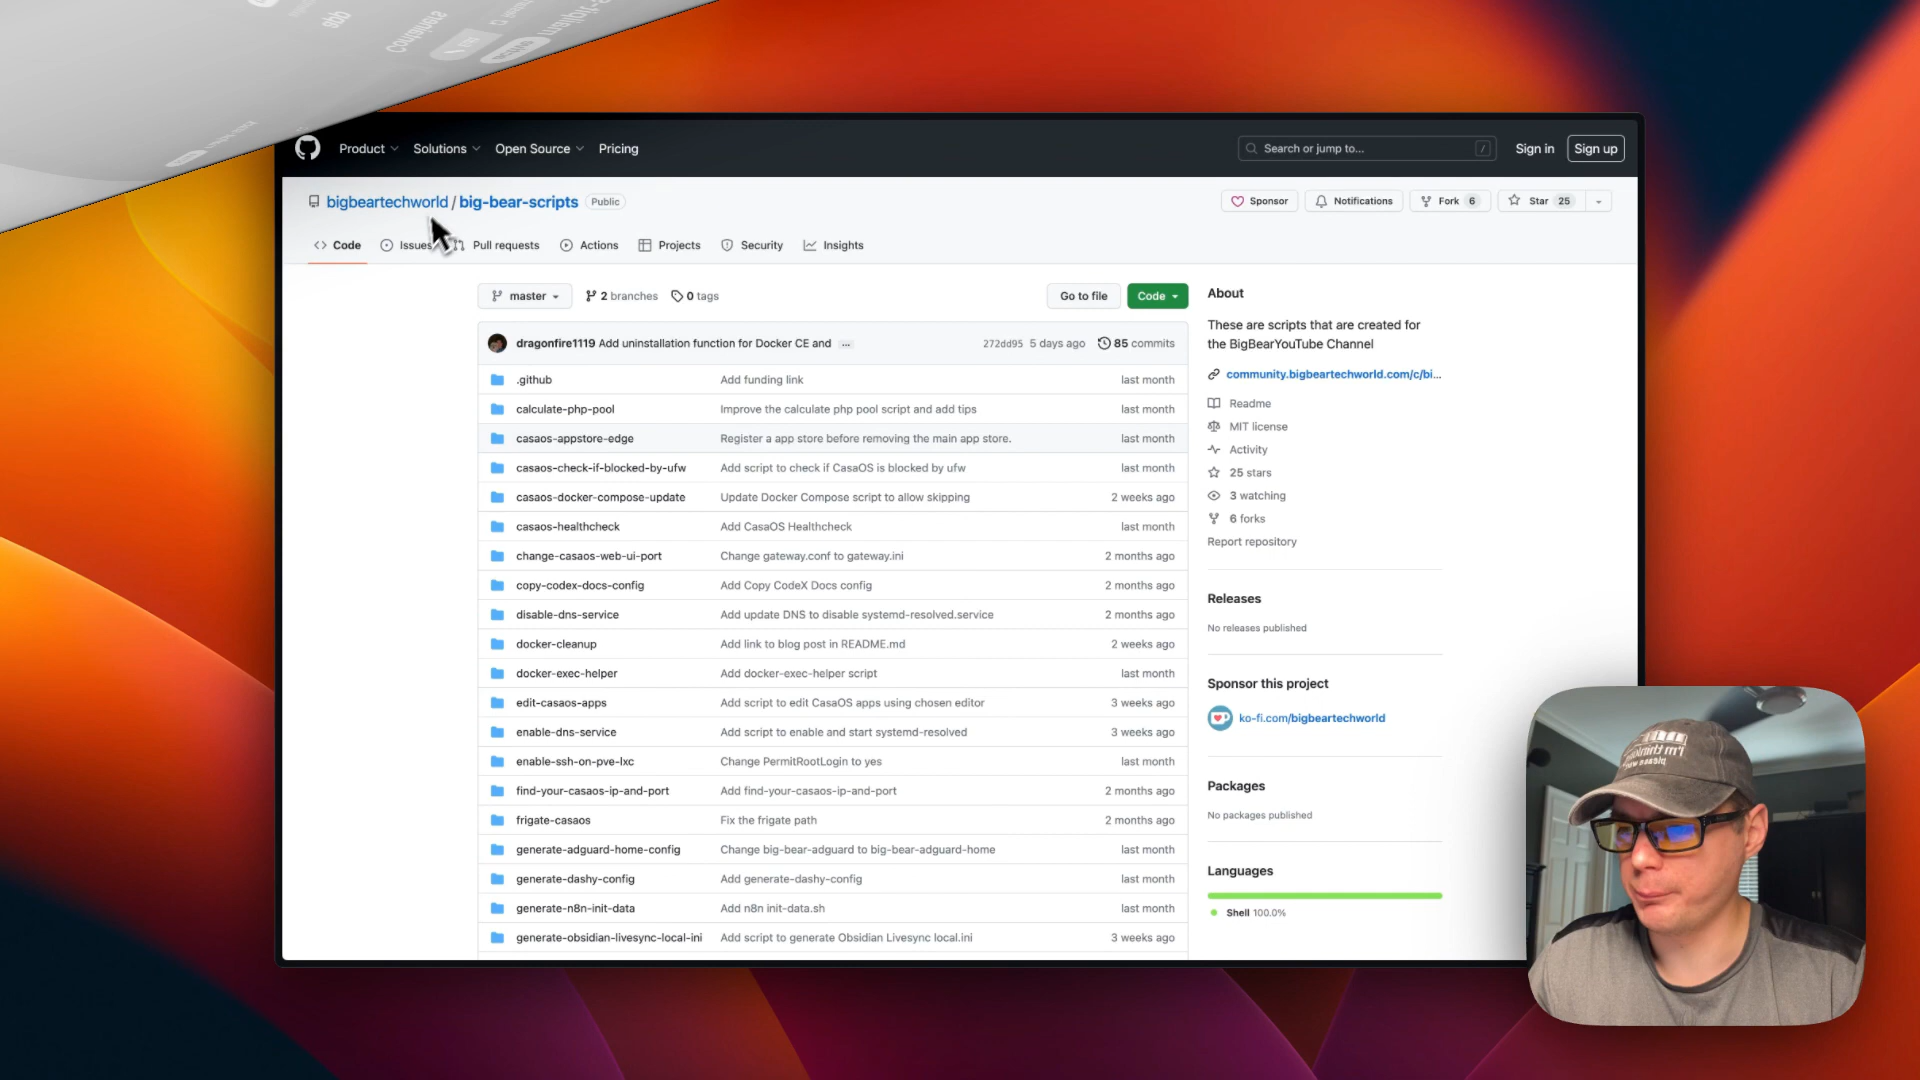 Product
Solutions
Open Source
Pricing
Search or jump to...
/
Sign in
Sign up
bigbeartechworld / big-bear-scripts
Public
Sponsor
Notifications
Fork 6
Star 25
Code
Issues
Pull requests
Actions
Projects
Security
Insights
master
2 branches
0 tags
Go to file
Code
dragonfire1119 Add uninstallation function for Docker CE and ...
272dd95 5 days ago
85 commits
.github Add funding link last month
calculate-php-pool Improve the calculate php pool script and add tips last month
casaos-appstore-edge Register a app store before removing the main app store. last month
casaos-check-if-blocked-by-ufw Add script to check if CasaOS is blocked by ufw last month
casaos-docker-compose-update Update Docker Compose script to allow skipping 2 weeks ago
casaos-healthcheck Add CasaOS Healthcheck last month
change-casaos-web-ui-port Change gateway.conf to gateway.ini 2 months ago
copy-codex-docs-config Add Copy CodeX Docs config 2 months ago
disable-dns-service Add update DNS to disable systemd-resolved.service 2 months ago
docker-cleanup Add link to blog post in README.md 2 weeks ago
docker-exec-helper Add docker-exec-helper script last month
edit-casaos-apps Add script to edit CasaOS apps using chosen editor 3 weeks ago
enable-dns-service Add script to enable and start systemd-resolved 3 weeks ago
enable-ssh-on-pve-lxc Change PermitRootLogin to yes last month
find-your-casaos-ip-and-port Add find-your-casaos-ip-and-port 2 months ago
frigate-casaos Fix the frigate path 2 months ago
generate-adguard-home-config Change big-bear-adguard to big-bear-adguard-home last month
generate-dashy-config Add generate-dashy-config last month
generate-n8n-init-data Add n8n init-data.sh last month
generate-obsidian-livesync-local-ini Add script to generate Obsidian Livesync local.ini 3 weeks ago
About
These are scripts that are created for
the BigBearYouTube Channel
community.bigbeartechworld.com/c/bi...
Readme
MIT license
Activity
25 stars
3 watching
6 forks
Report repository
Releases
No releases published
Sponsor this project
ko-fi.com/bigbeartechworld
Packages
No packages published
Languages
Shell 100.0%